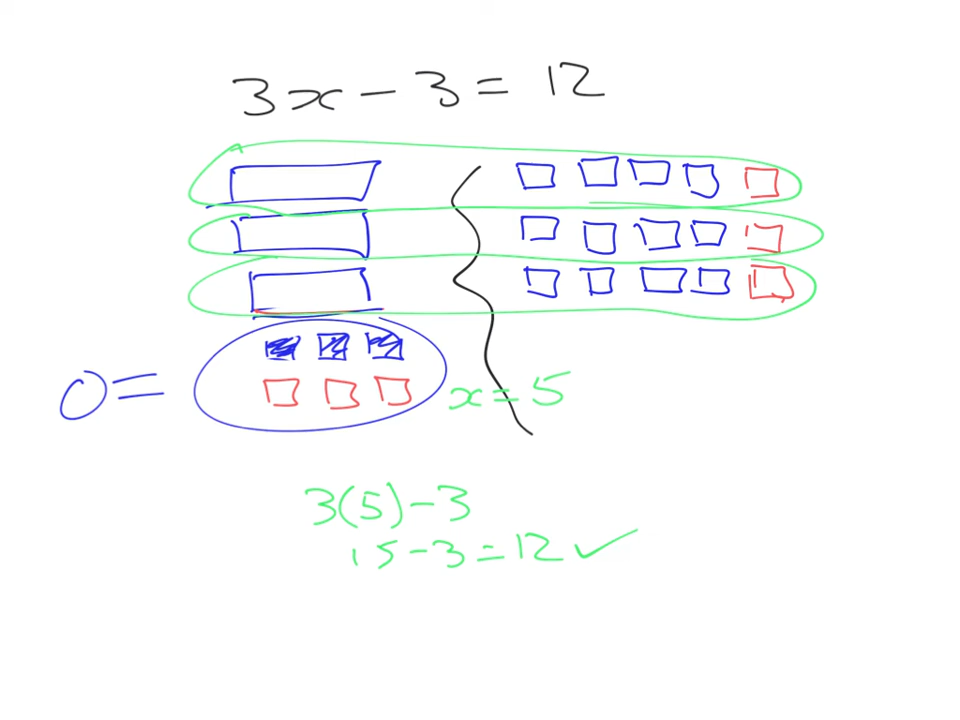 3x - 3 = 12
0 =
x = 5
3(5) - 3
15 - 3 = 12 ✓